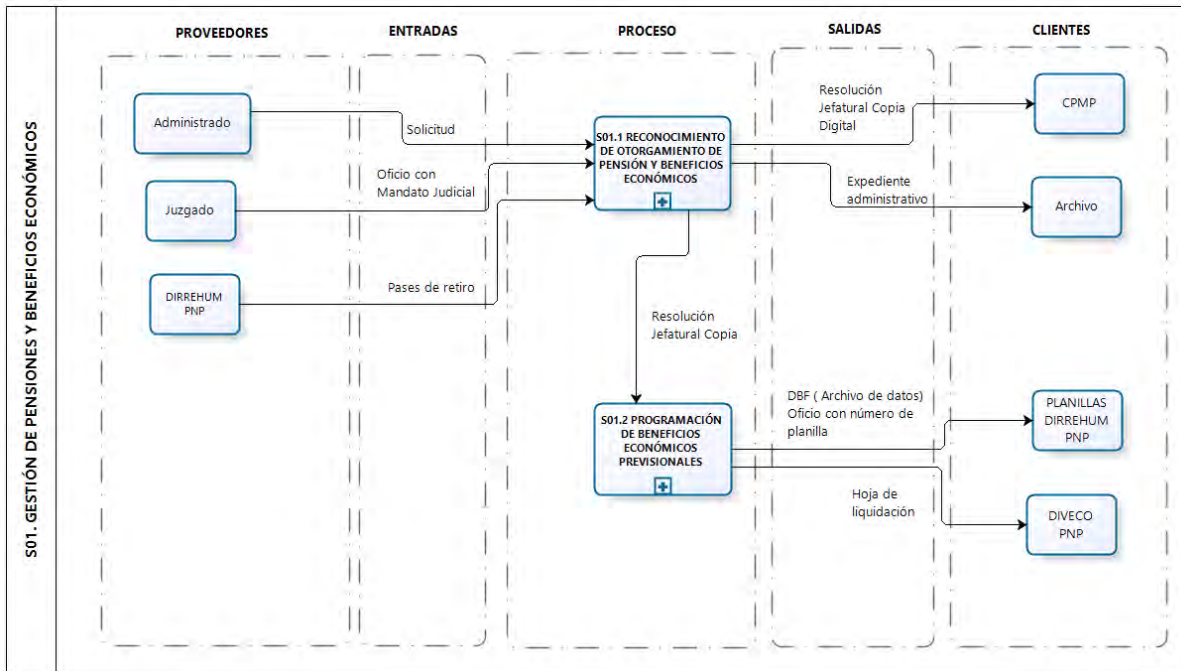 S01. GESTIÓN DE PENSIONES Y BENEFICIOS ECONÓMICOS
PROVEEDORES
ENTRADAS
PROCESO
SALIDAS
CLIENTES
Administrado
Solicitud
Juzgado
Oficio con
Mandato Judicial
DIRREHUM
PNP
Pases de retiro
S01.1 RECONOCIMIENTO
DE OTORGAMIENTO DE
PENSIÓN Y BENEFICIOS
ECONÓMICOS
Resolución
Jefatural Copia
Digital
CPMP
Expediente
administrativo
Archivo
Resolución
Jefatural Copia
S01.2 PROGRAMACIÓN
DE BENEFICIOS
ECONÓMICOS
PREVISIONALES
DBF ( Archivo de datos)
Oficio con número de
planilla
PLANILLAS
DIRREHUM
PNP
Hoja de
liquidación
DIVECO
PNP